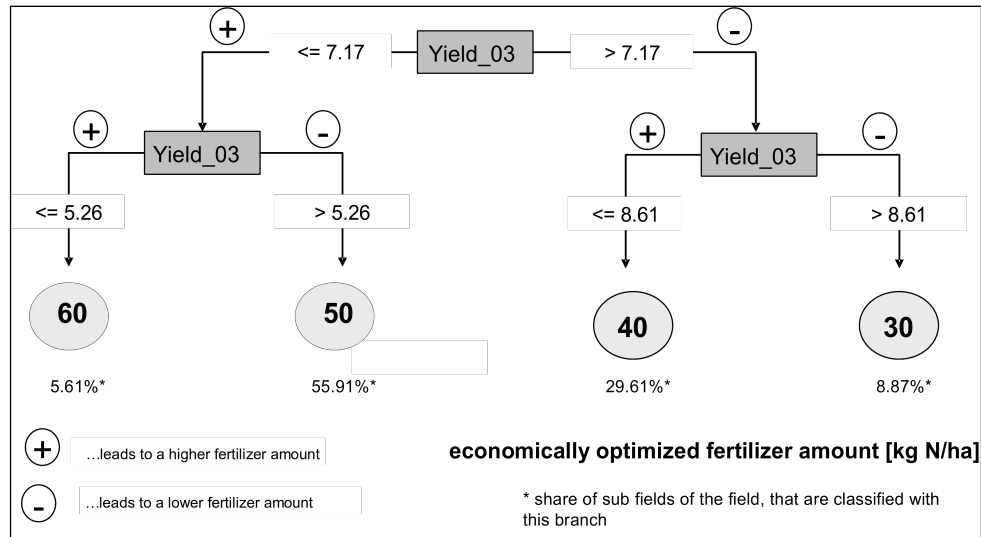 +
-
<= 7.17
Yield_03
> 7.17
+
-
+
-
Yield_03
Yield_03
<= 5.26
> 5.26
<= 8.61
> 8.61
60
50
40
30
5.61%*
55.91%*
29.61%*
8.87%*
+
...leads to a higher fertilizer amount
economically optimized fertilizer amount [kg N/ha]
-
...leads to a lower fertilizer amount
* share of sub fields of the field, that are classified with
this branch